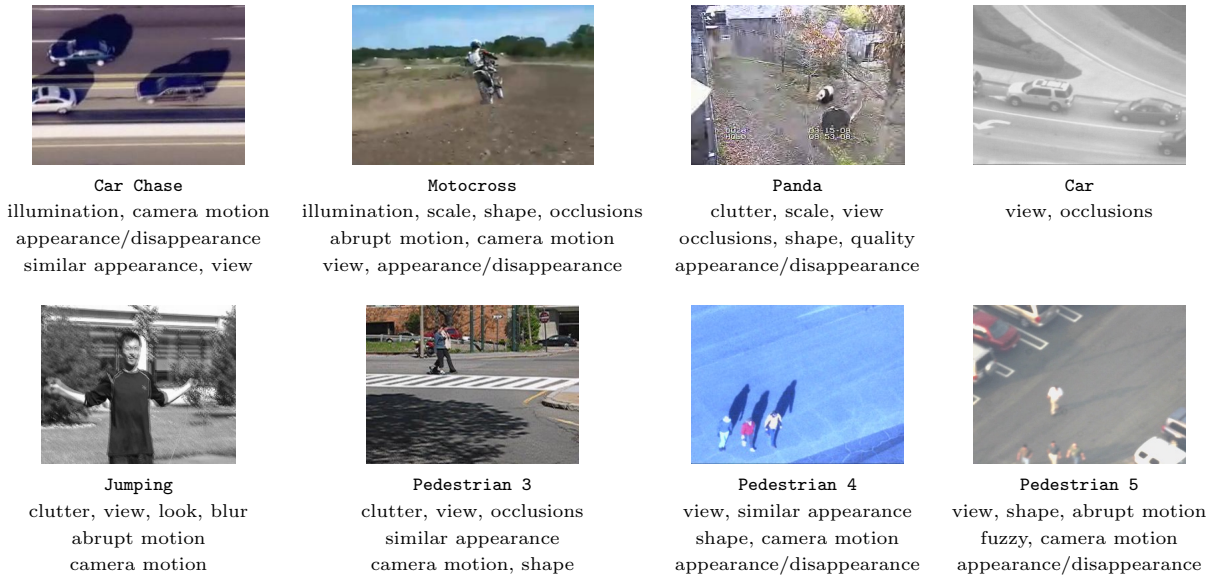 Car Chase
illumination, camera motion
appearance/disappearance
similar appearance, view
Motocross
illumination, scale, shape, occlusions
abrupt motion, camera motion
view, appearance/disappearance
03-15-08
Panda
clutter, scale, view
occlusions, shape, quality
appearance/disappearance
Car
view, occlusions
Jumping
clutter, view, look, blur
abrupt motion
camera motion
Pedestrian 3
clutter, view, occlusions
similar appearance
camera motion, shape
Pedestrian 4
view, similar appearance
shape, camera motion
appearance/disappearance
Pedestrian 5
view, shape, abrupt motion
fuzzy, camera motion
appearance/disappearance